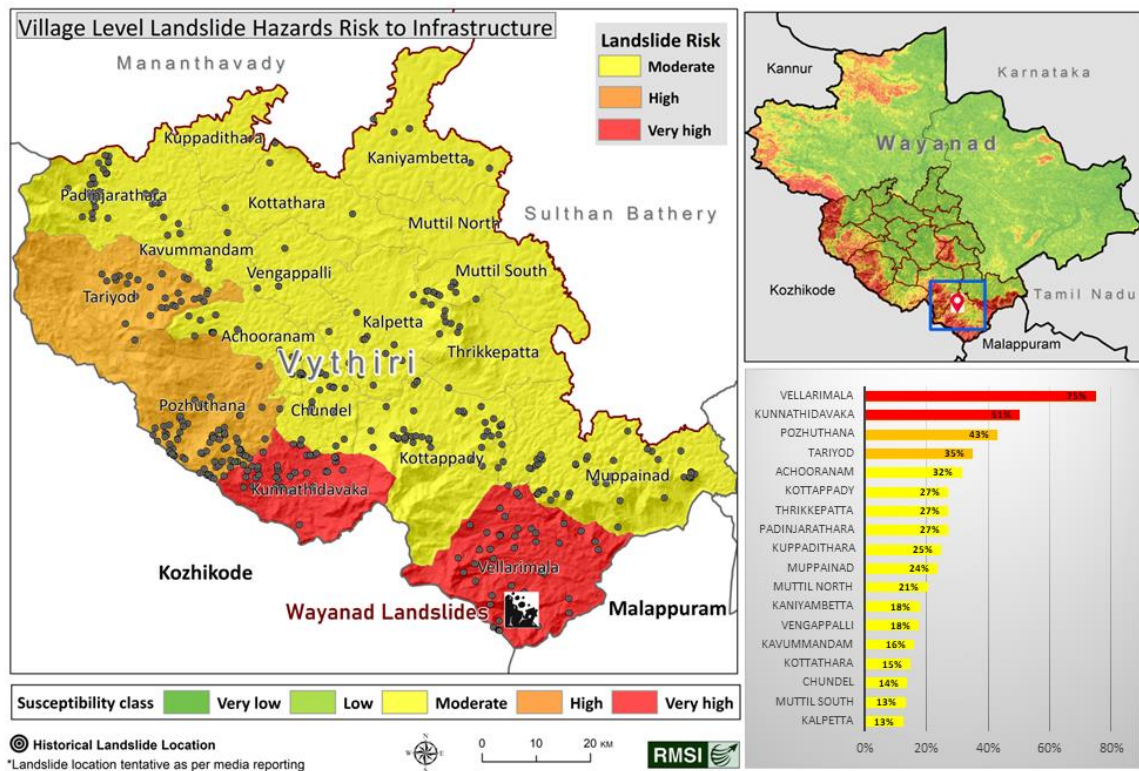 Village Level Landslide Hazards Risk to Infrastructure
Mananthavady
Landslide Risk
Moderate
High
Very high
Kuppadithara
Kaniyambetta
Padinjarathara
Kottathara
Muttil North
Sulthan Bathery
Kavummandam
Vengappalli
Muttil South
Tariyod
Kalpetta
Achooranam
Thrikkepatta
Vythiri
Pozhuthana
Chundel
Kottappady
Muppainad
Kunnathidavaka
Vellarimala
Kozhikode
Wayanad Landslides
Malappuram
Susceptibility class
Very low
Low
Moderate
High
Very high
Historical Landslide Location
*Landslide location tentative as per media reporting
N
W E
S
0 10 20 KM
RMSI
Kannur
Karnataka
Wayanad
Kozhikode
Tamil Nadu
Malappuram
VELLARIMALA 75%
KUNNATHIDAVAKA 51%
POZHUTHANA 43%
TARIYOD 35%
ACHOORANAM 32%
KOTTAPPADY 27%
THRIKKEPATTA 27%
PADINJARATHARA 27%
KUPPADITHARA 25%
MUPPAINAD 24%
MUTTIL NORTH 21%
KANIYAMBETTA 18%
VENGAPPALLI 18%
KAVUMMANDAM 16%
KOTTATHARA 15%
CHUNDEL 14%
MUTTIL SOUTH 13%
KALPETTA 13%
0% 20% 40% 60% 80%